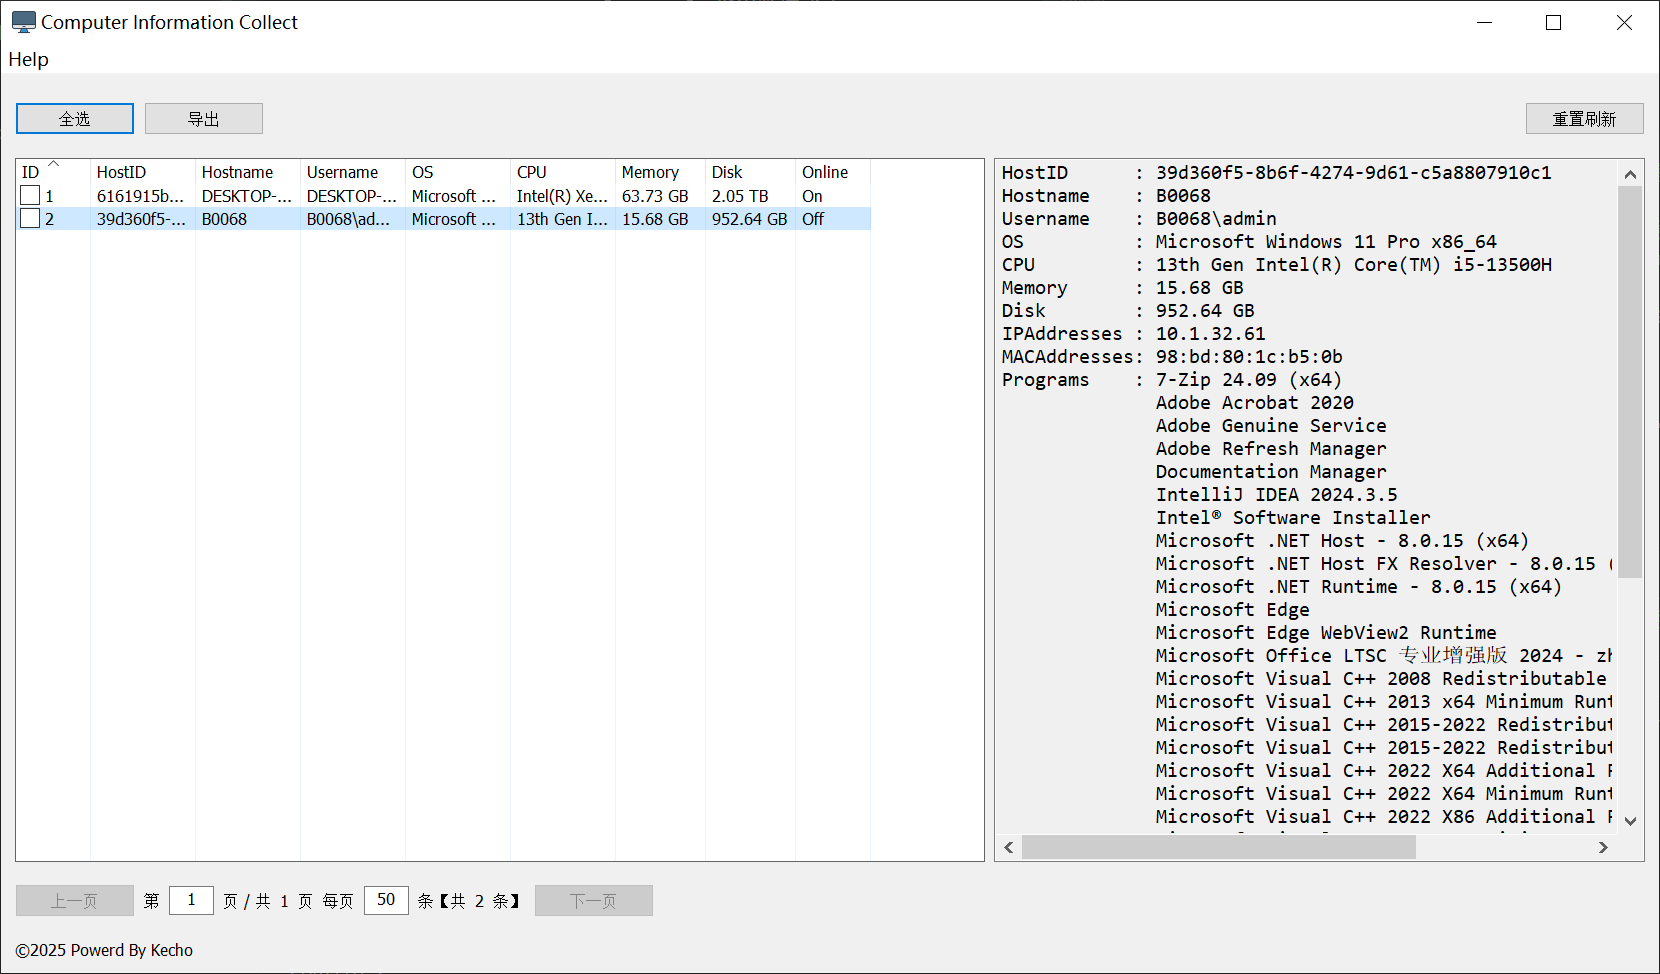 Computer Information Collect
Help
全选 导出 重置刷新
ID HostID Hostname Username OS CPU Memory Disk Online
1 6161915b... DESKTOP-... DESKTOP-... Microsoft ... Intel(R) Xe... 63.73 GB 2.05 TB On
2 39d360f5-... B0068 B0068\ad... Microsoft ... 13th Gen I... 15.68 GB 952.64 GB Off
HostID : 39d360f5-8b6f-4274-9d61-c5a8807910c1
Hostname : B0068
Username : B0068\admin
OS : Microsoft Windows 11 Pro x86_64
CPU : 13th Gen Intel(R) Core(TM) i5-13500H
Memory : 15.68 GB
Disk : 952.64 GB
IPAddresses : 10.1.32.61
MACAddresses: 98:bd:80:1c:b5:0b
Programs : 7-Zip 24.09 (x64)
Adobe Acrobat 2020
Adobe Genuine Service
Adobe Refresh Manager
Documentation Manager
IntelliJ IDEA 2024.3.5
Intel® Software Installer
Microsoft .NET Host - 8.0.15 (x64)
Microsoft .NET Host FX Resolver - 8.0.15 (
Microsoft .NET Runtime - 8.0.15 (x64)
Microsoft Edge
Microsoft Edge WebView2 Runtime
Microsoft Office LTSC 专业增强版 2024 - zh
Microsoft Visual C++ 2008 Redistributable
Microsoft Visual C++ 2013 x64 Minimum Runt
Microsoft Visual C++ 2015-2022 Redistribut
Microsoft Visual C++ 2015-2022 Redistribut
Microsoft Visual C++ 2022 X64 Additional R
Microsoft Visual C++ 2022 X64 Minimum Runt
Microsoft Visual C++ 2022 X86 Additional R
上一页 第 1 页 / 共 1 页 每页 50 条【共 2 条】 下一页
©2025 Powerd By Kecho